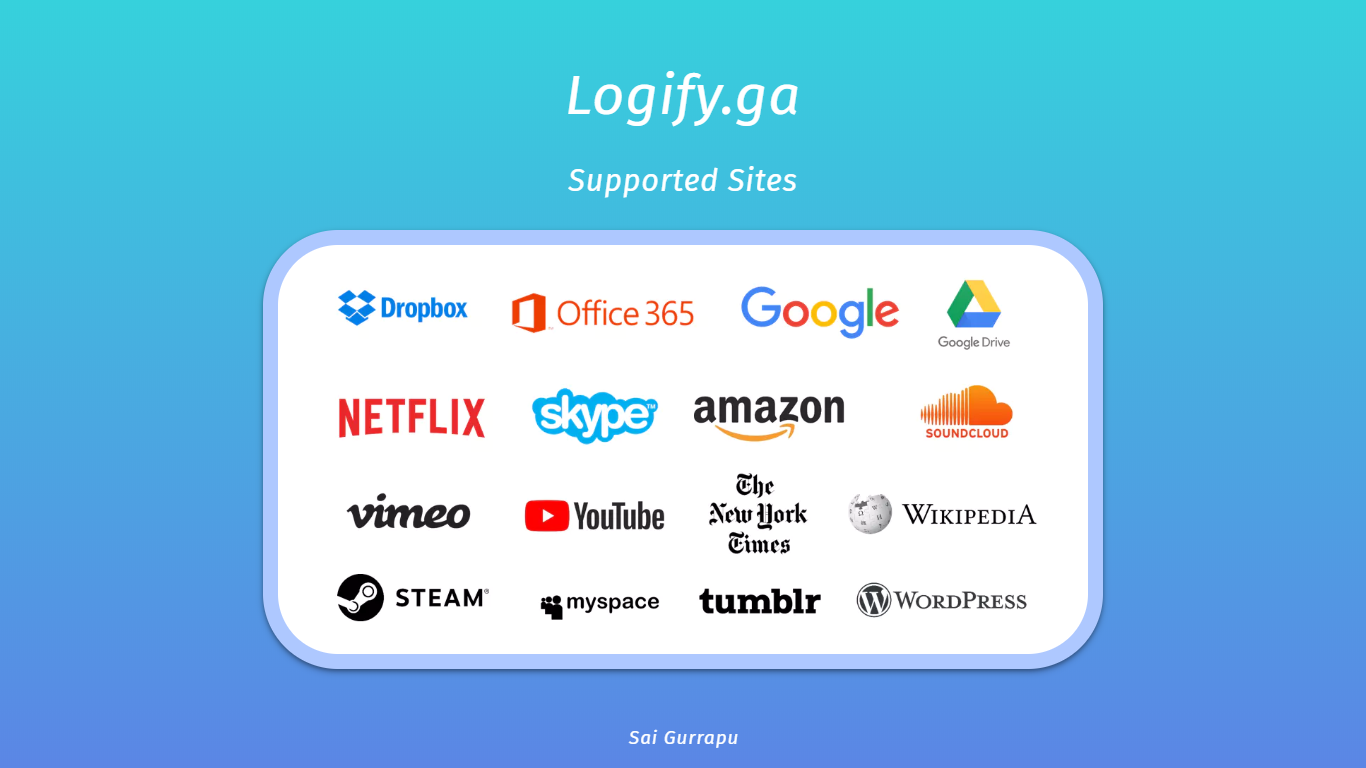 Logify.ga
Supported Sites
Dropbox
Office 365
Google
Google Drive
NETFLIX
skype™
amazon
SOUNDCLOUD
vimeo
YouTube
The
New York
Times
WIKIPEDIA
STEAM®
myspace
tumblr
WORDPRESS
Sai Gurrapu